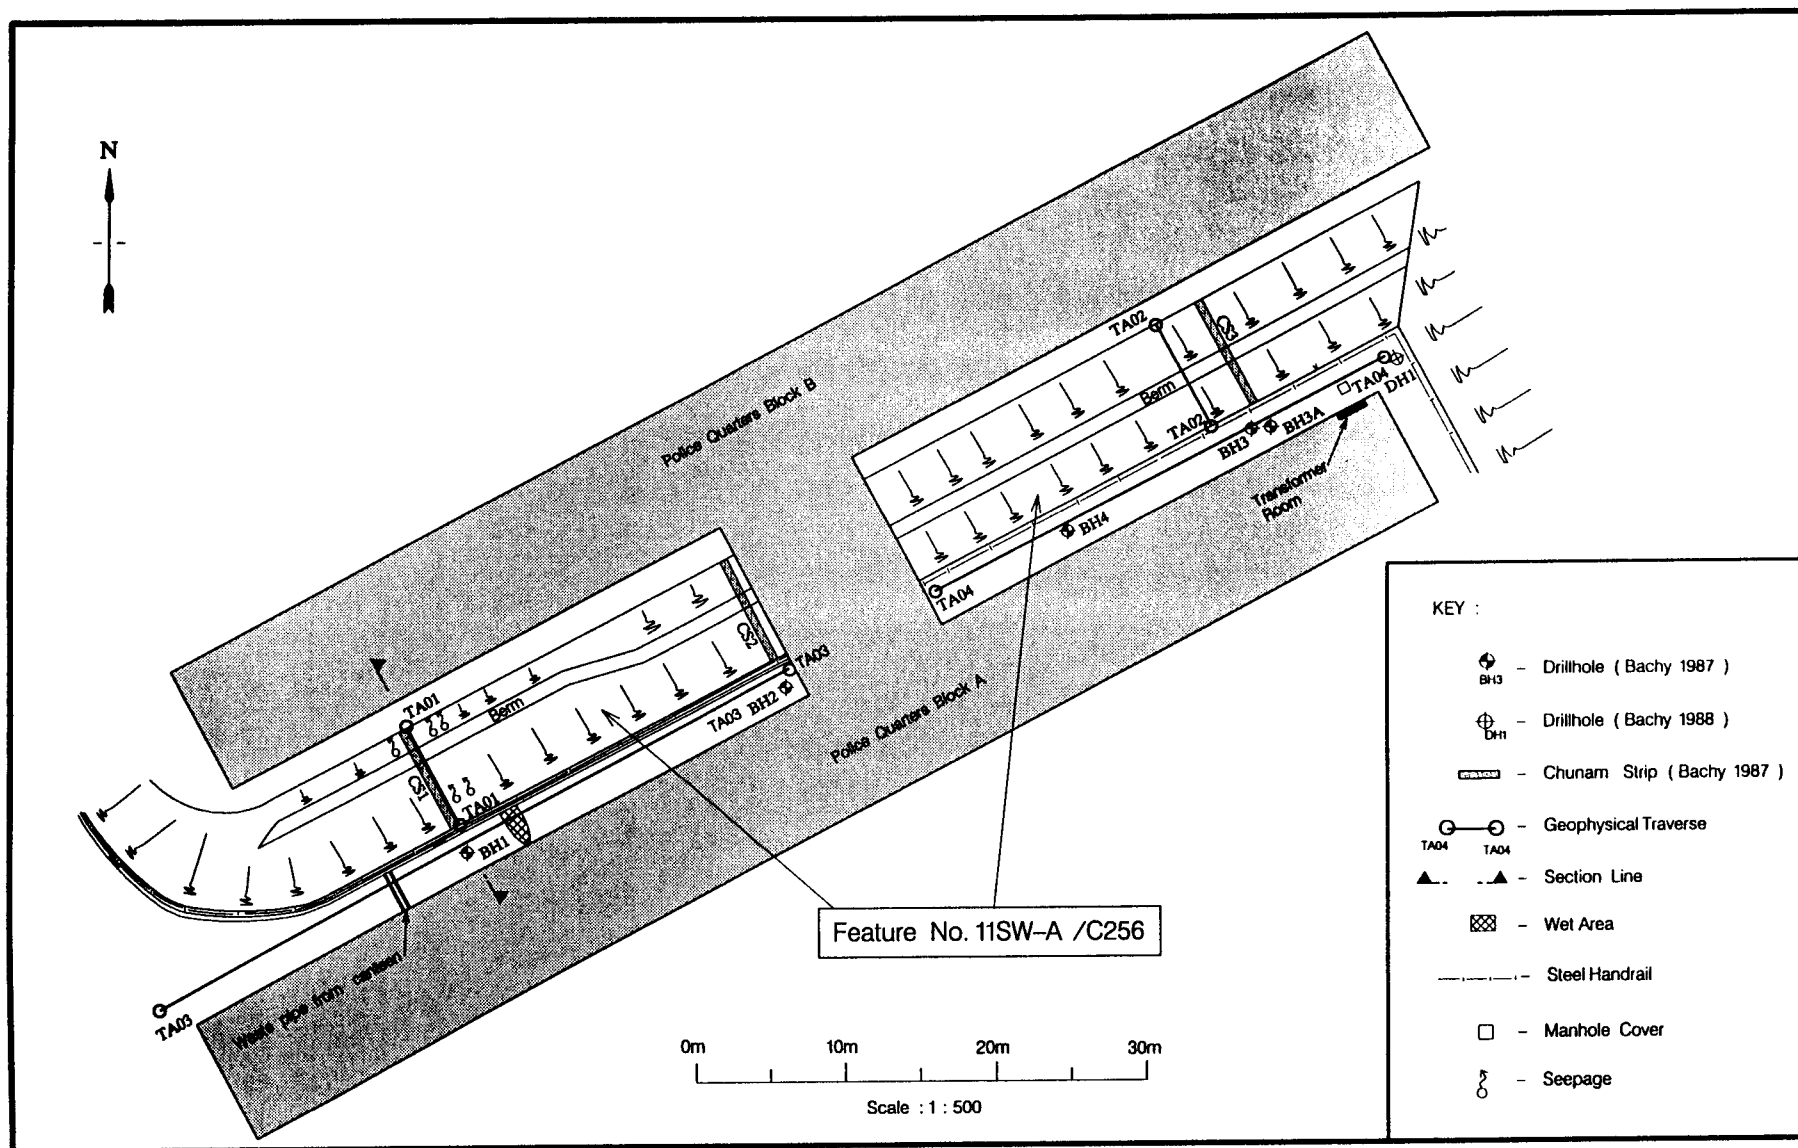 N
TA02
CS3
Berm
TA02
BH3
BH3A
TA04
DH1
Transformer
Room
BH4
TA04
Police Quarters Block B
CS2
TA03
TA01
Berm
TA03 BH2
CS1
TA01
BH1
Police Quarters Block A
Waste pipe from canteen
TA03
Feature No. 11SW-A /C256
0m 10m 20m 30m
Scale : 1 : 500
KEY :
BH3 - Drillhole ( Bachy 1987 )
DH1 - Drillhole ( Bachy 1988 )
- Chunam Strip ( Bachy 1987 )
TA04 TA04 - Geophysical Traverse
- Section Line
- Wet Area
- Steel Handrail
- Manhole Cover
- Seepage